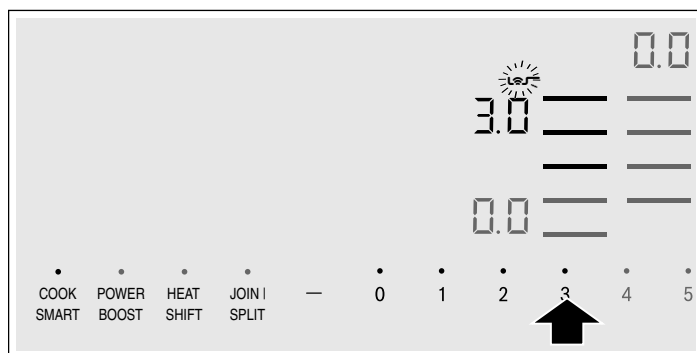 0.0
3.0
0.0
COOK SMART
POWER BOOST
HEAT SHIFT
JOIN | SPLIT
— 0 1 2 3 4 5